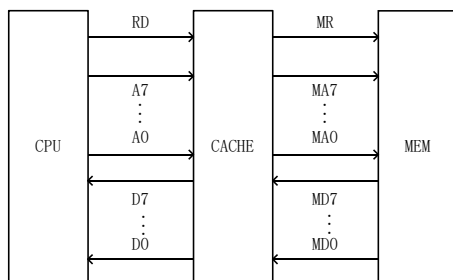 RD MR
A7 MA7
A0 MA0
CPU CACHE MEM
D7 MD7
D0 MD0